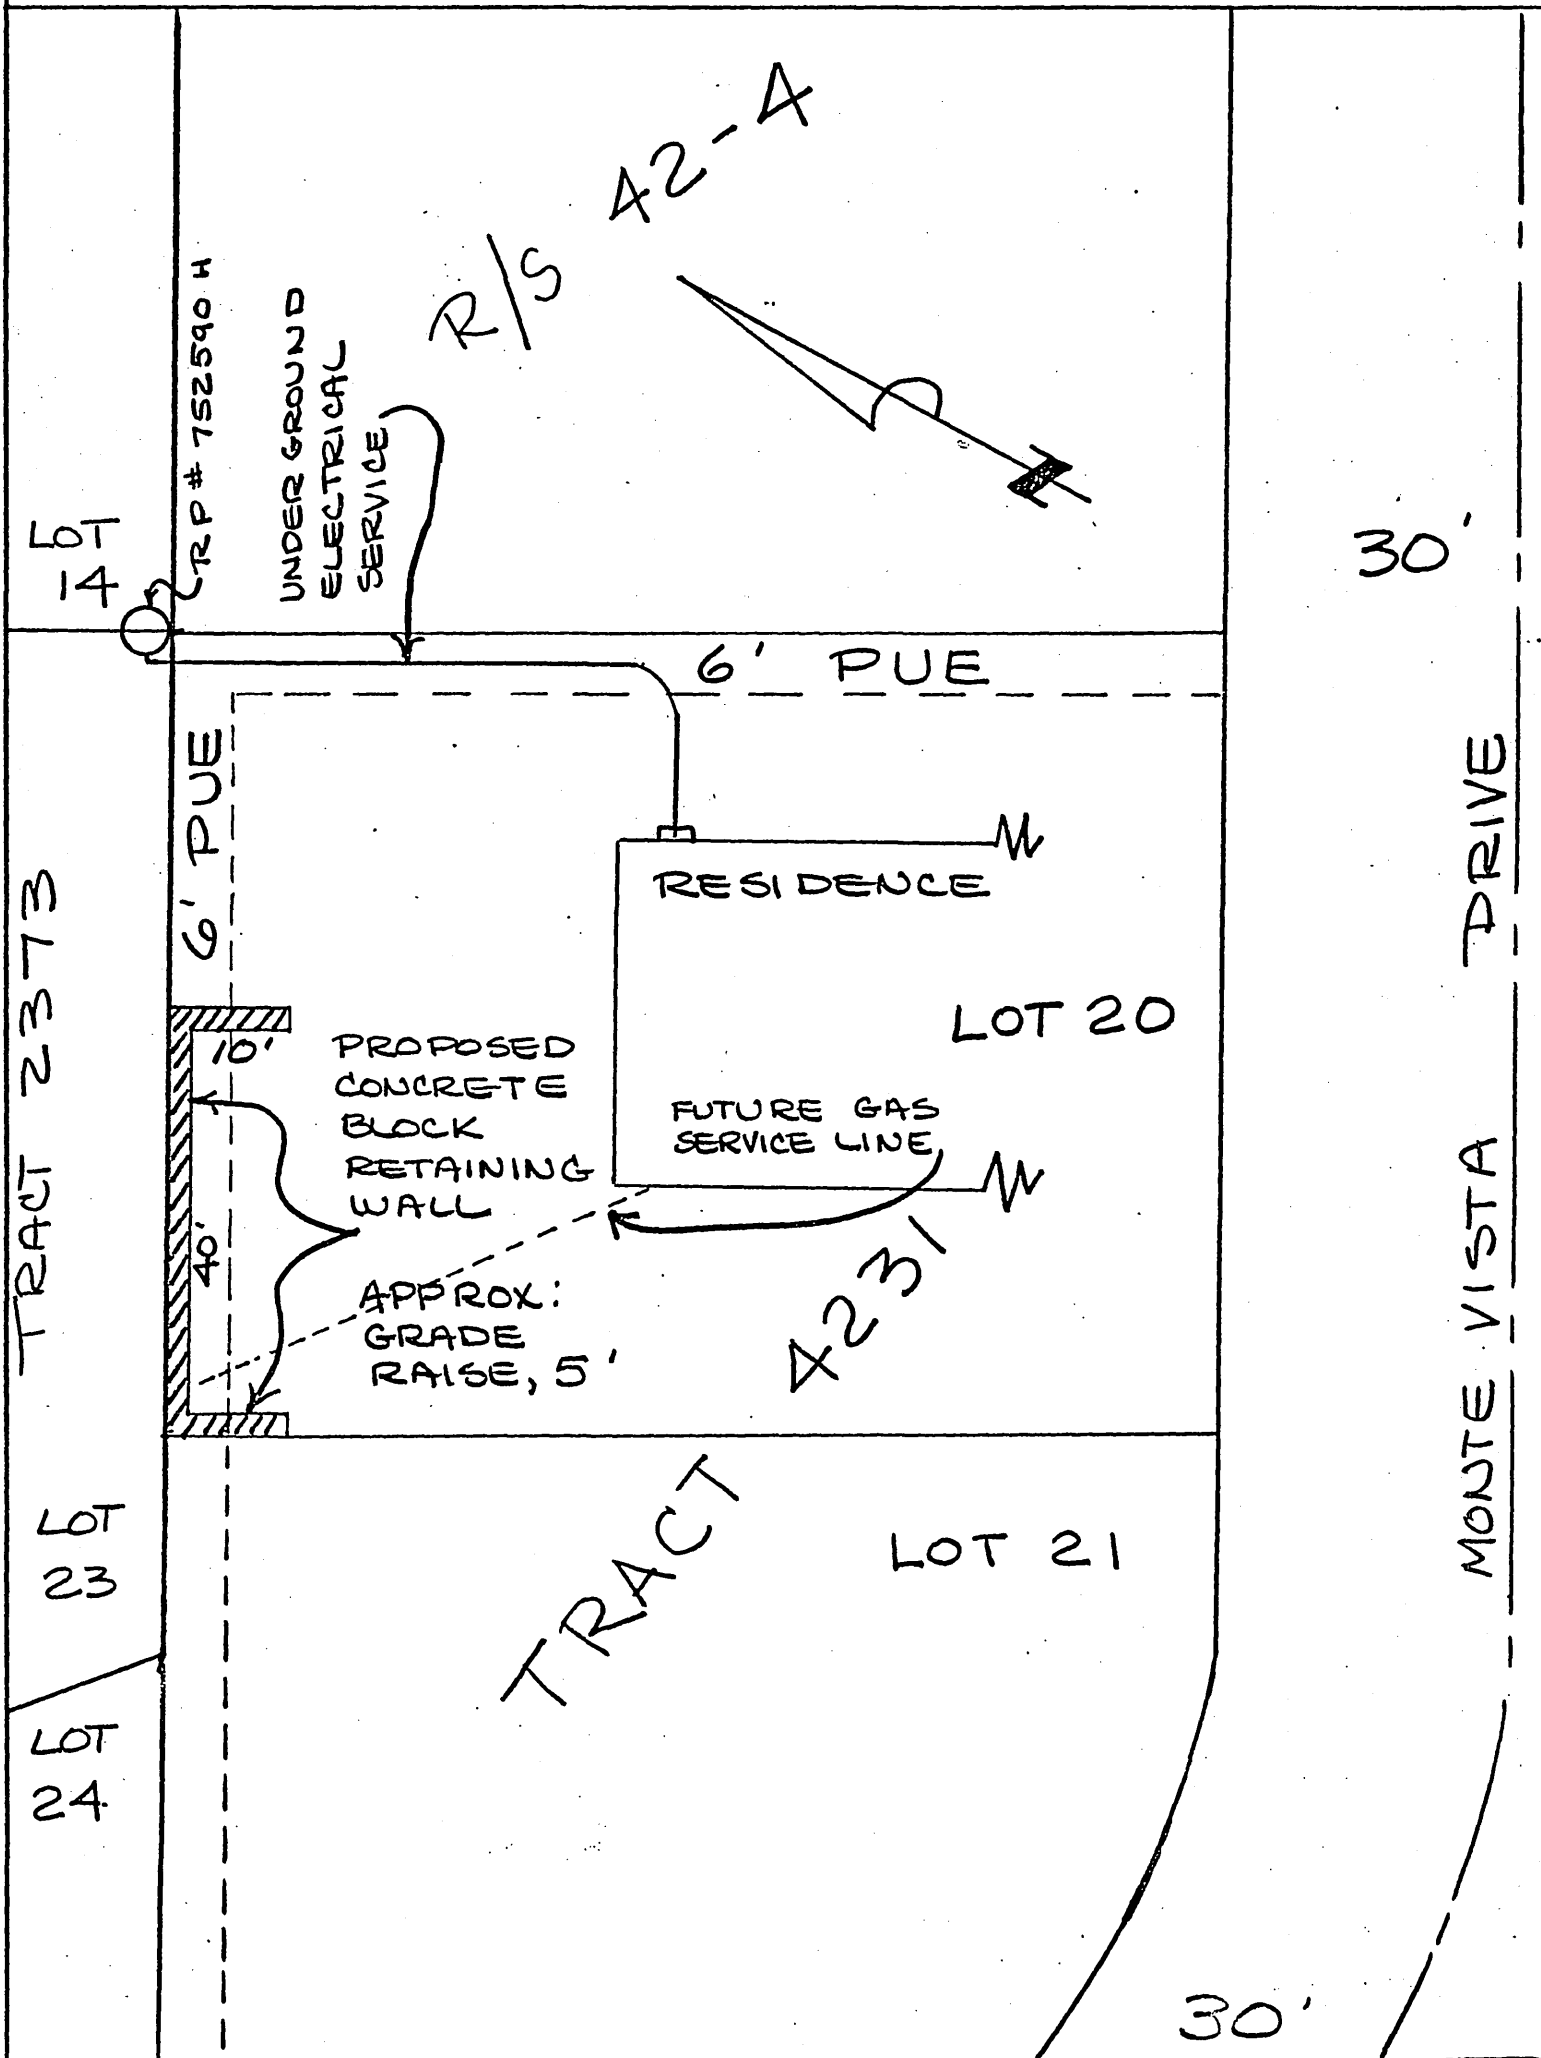 R/S 42-4
RP# 752590 H
UNDERGROUND
ELECTRICAL
SERVICE
LOT
14
30'
6' PUE
6' PUE
DRIVE
RESIDENCE
TRACT 2373
LOT 20
10'
PROPOSED
CONCRETE
BLOCK
RETAINING
WALL
FUTURE GAS
SERVICE LINE
40'
APPROX:
GRADE
RAISE, 5'
MONTE VISTA
TRACT 4231
LOT
23
LOT 21
LOT
24
30'
N